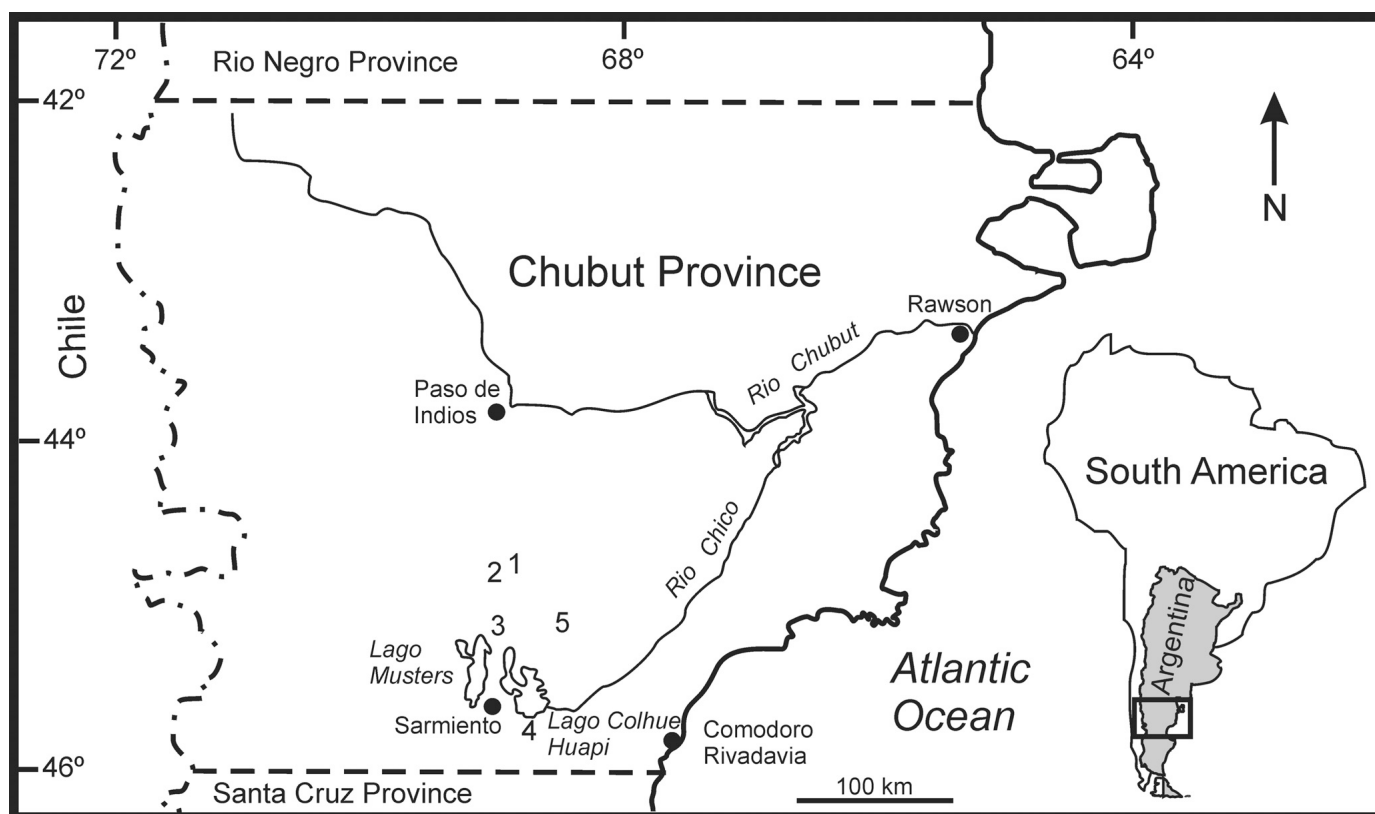 72º
68º
64º
Rio Negro Province
42º
N
Chubut Province
Chile
Rawson
Rio Chubut
Paso de
Indios
44º
South America
Rio Chico
1
2
3
5
Argentina
Lago
Musters
Atlantic
Ocean
Sarmiento
4
Lago Colhue
Huapi
Comodoro
Rivadavia
46º
Santa Cruz Province
100 km